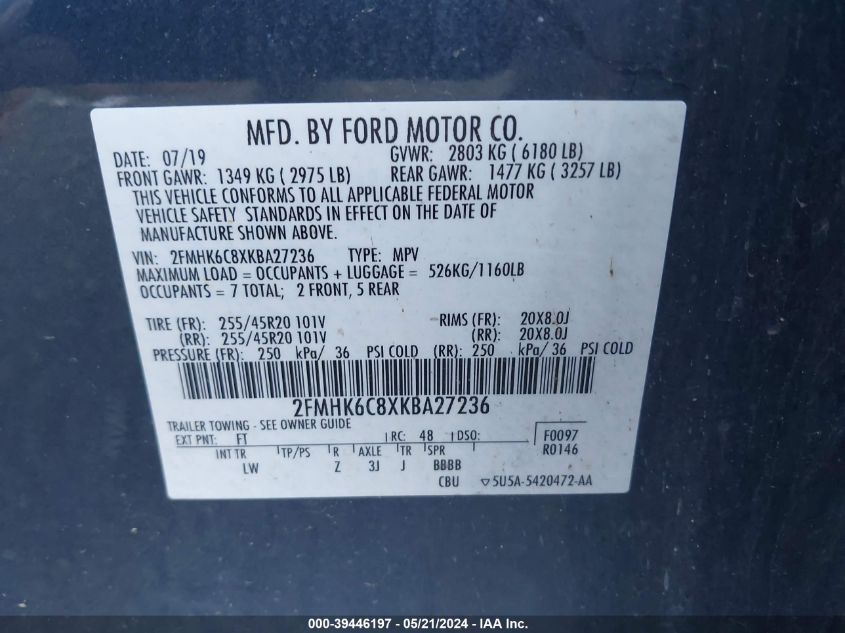 MFD. BY FORD MOTOR CO.
DATE: 07/19 GVWR: 2803 KG ( 6180 LB)
FRONT GAWR: 1349 KG ( 2975 LB) REAR GAWR: 1477 KG ( 3257 LB)
THIS VEHICLE CONFORMS TO ALL APPLICABLE FEDERAL MOTOR
VEHICLE SAFETY STANDARDS IN EFFECT ON THE DATE OF
MANUFACTURE SHOWN ABOVE.
VIN: 2FMHK6C8XKBA27236 TYPE: MPV
MAXIMUM LOAD = OCCUPANTS + LUGGAGE = 526KG/1160LB
OCCUPANTS = 7 TOTAL; 2 FRONT, 5 REAR
TIRE (FR): 255/45R20 101V RIMS (FR): 20X8.0J
(RR): 255/45R20 101V (RR): 20X8.0J
PRESSURE (FR): 250 kPa/ 36 PSI COLD (RR): 250 kPa/ 36 PSI COLD
2FMHK6C8XKBA27236
TRAILER TOWING - SEE OWNER GUIDE
EXT PNT: FT RC: 48 DSO: F0097
INT TR TP/PS R AXLE TR SPR R0146
LW Z 3J J BBBB
CBU ▽5U5A-5420472-AA
000-39446197 - 05/21/2024 - IAA Inc.